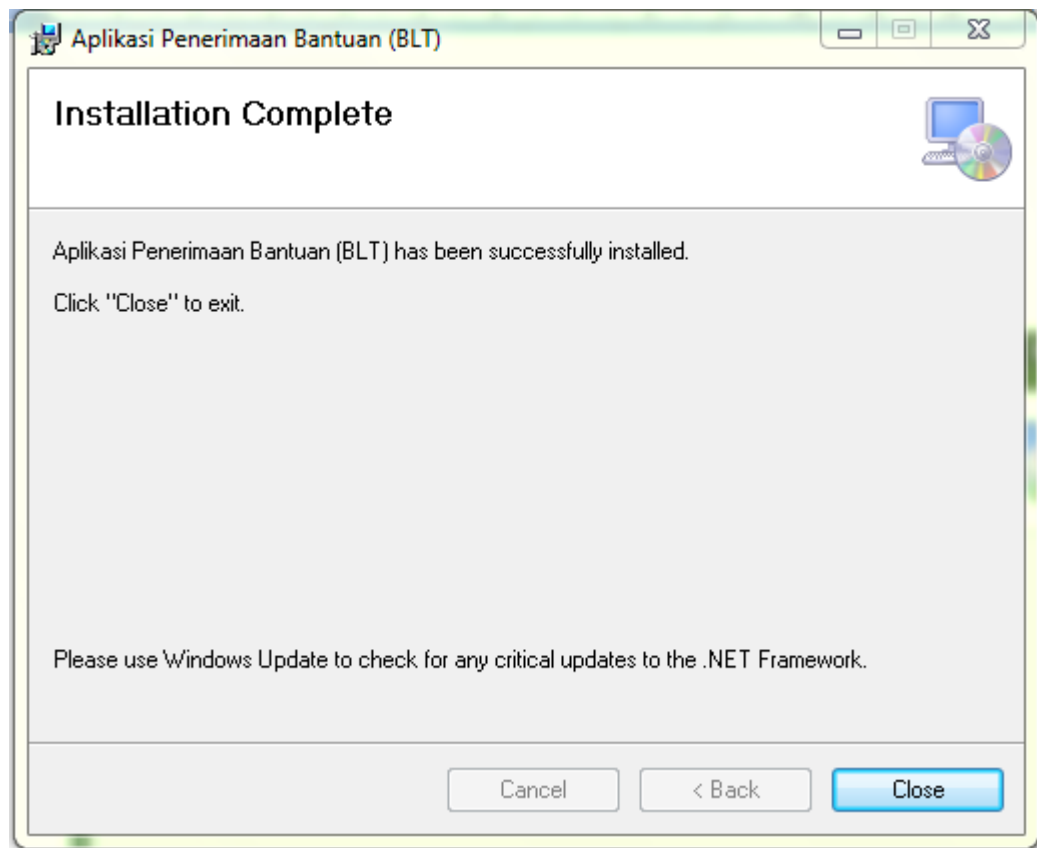 Aplikasi Penerimaan Bantuan (BLT)
Installation Complete
Aplikasi Penerimaan Bantuan (BLT) has been successfully installed.
Click "Close" to exit.
Please use Windows Update to check for any critical updates to the .NET Framework.
Cancel
< Back
Close